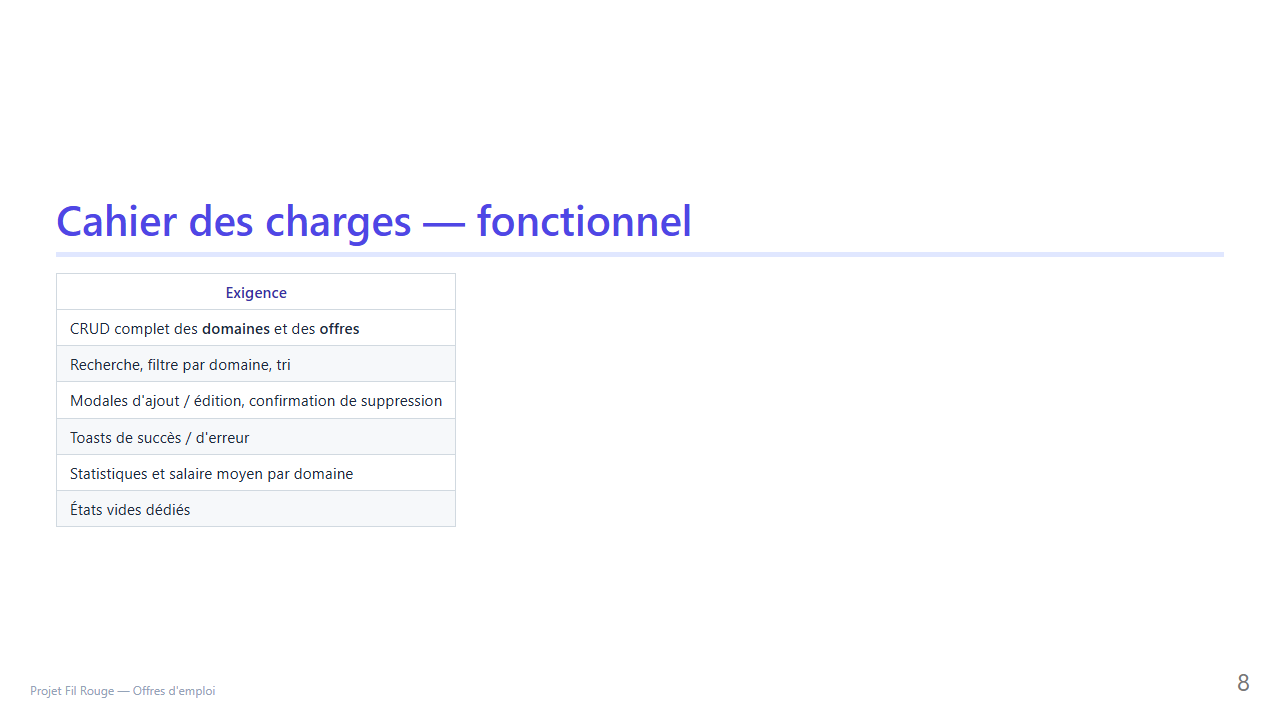 Cahier des charges — fonctionnel
Exigence
CRUD complet des domaines et des offres
Recherche, filtre par domaine, tri
Modales d'ajout / édition, confirmation de suppression
Toasts de succès / d'erreur
Statistiques et salaire moyen par domaine
États vides dédiés
Projet Fil Rouge — Offres d'emploi
8